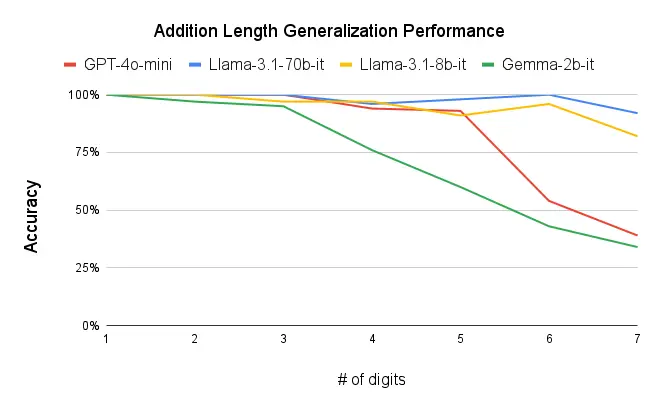 Addition Length Generalization Performance
GPT-4o-mini Llama-3.1-70b-it Llama-3.1-8b-it Gemma-2b-it
100%
75%
50%
25%
0%
Accuracy
1 2 3 4 5 6 7
# of digits